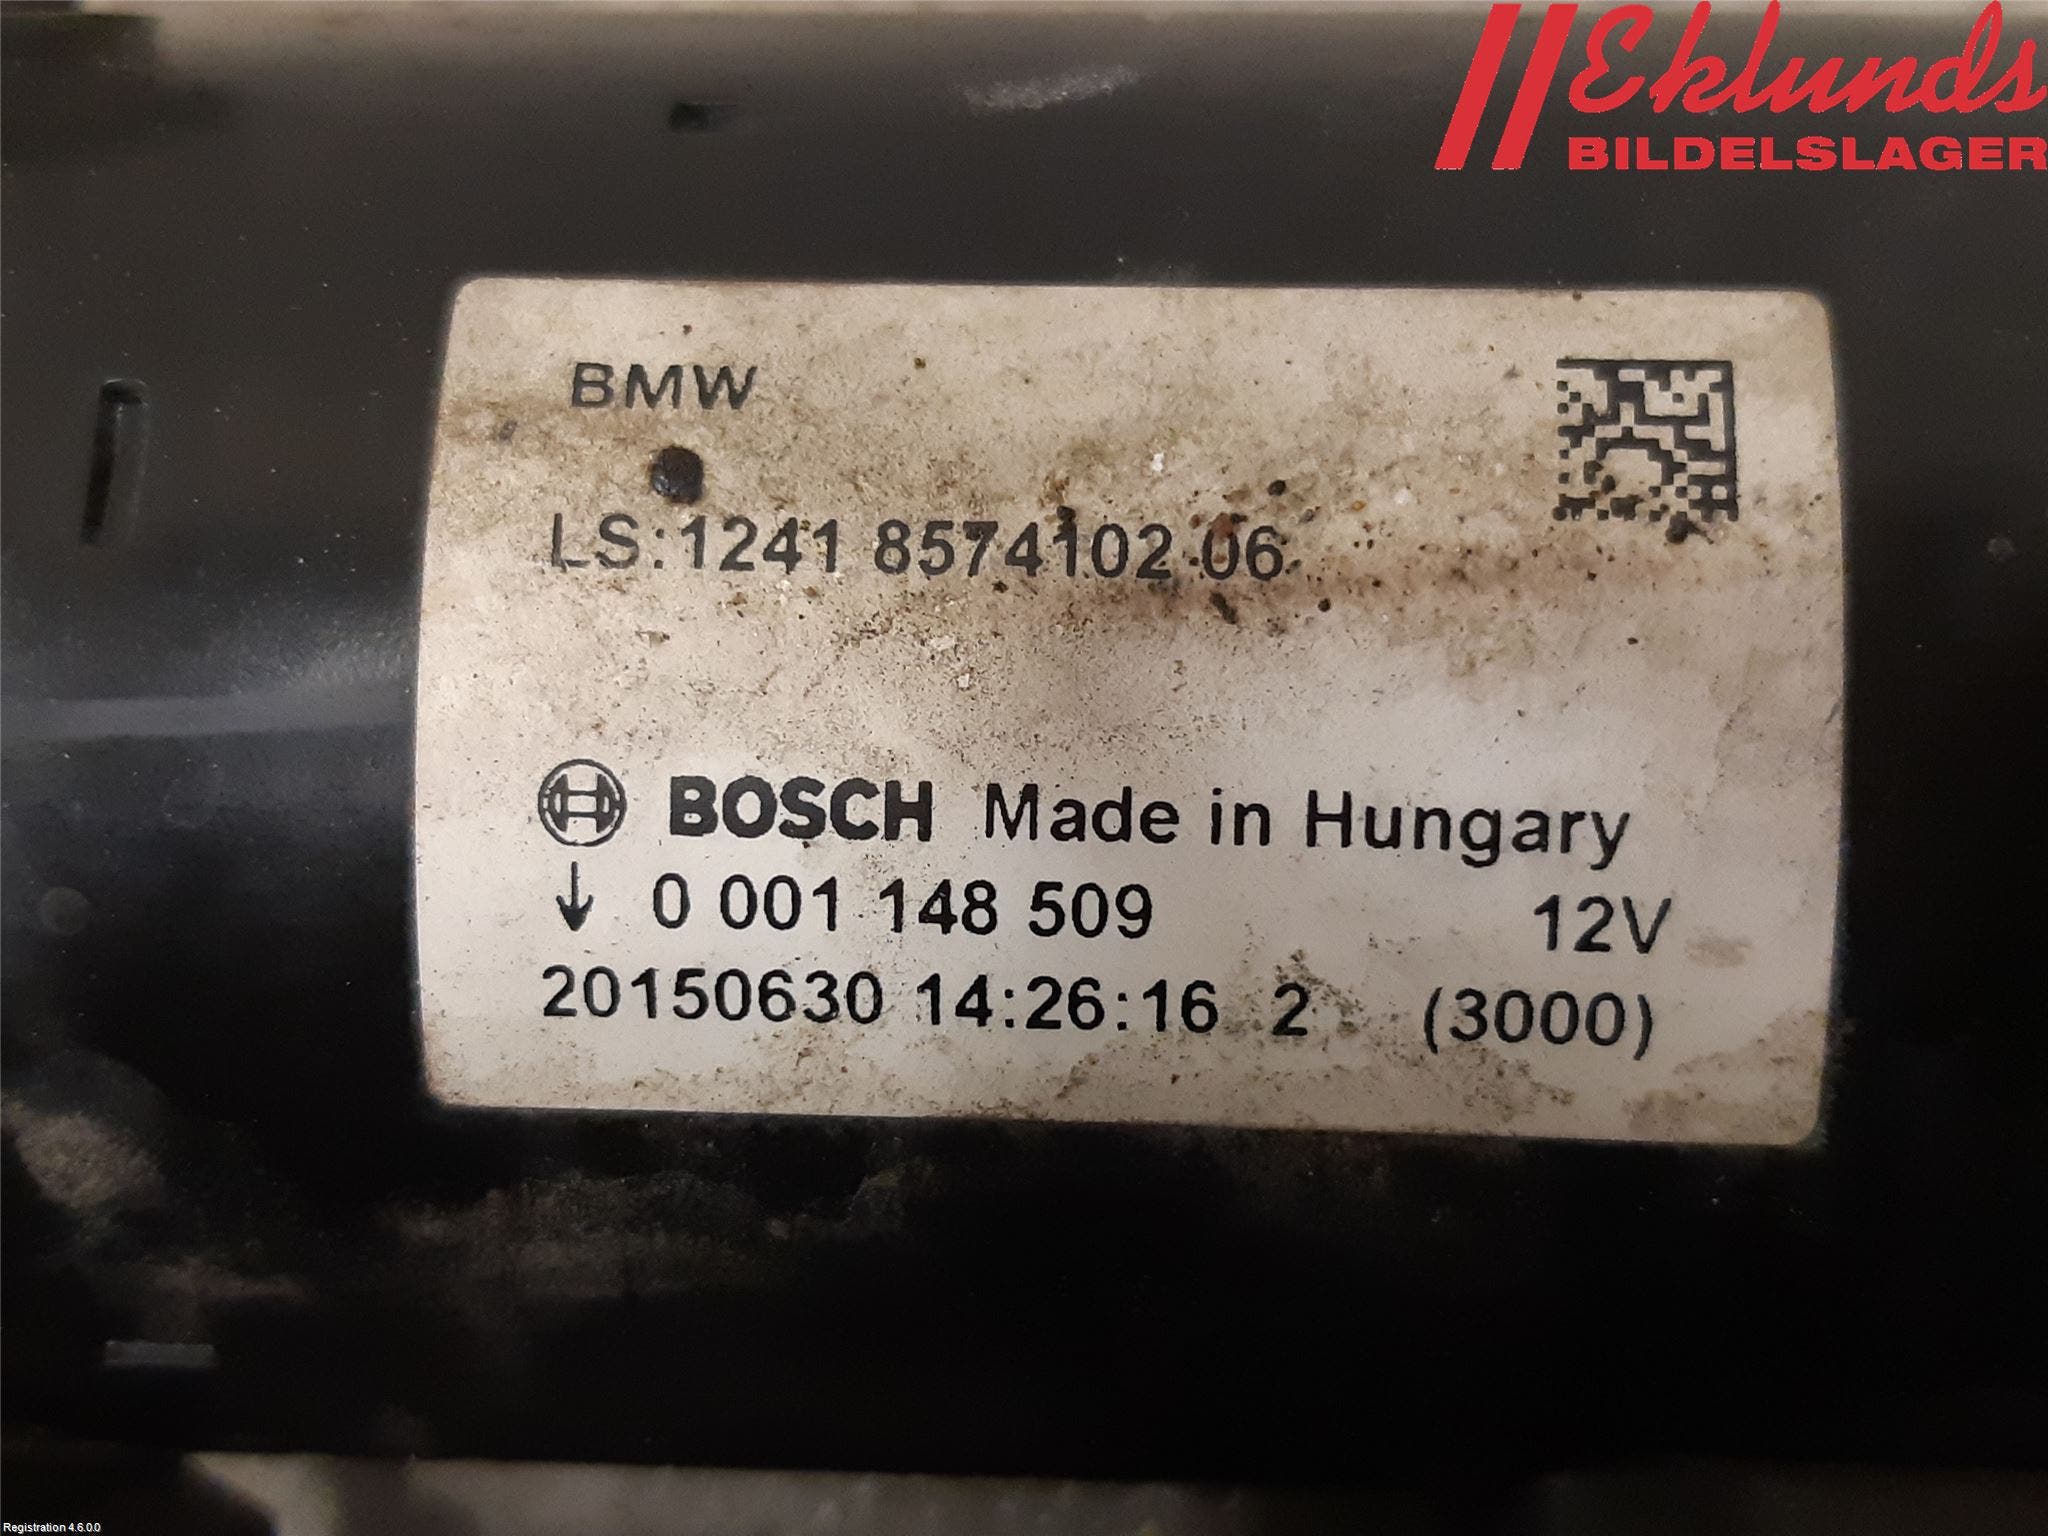 Eklunds
BILDELSLAGER
BMW
LS:1241 8574102 06
BOSCH Made in Hungary
↓ 0 001 148 509 12V
20150630 14:26:16 2 (3000)
Registration 4.6.0.0